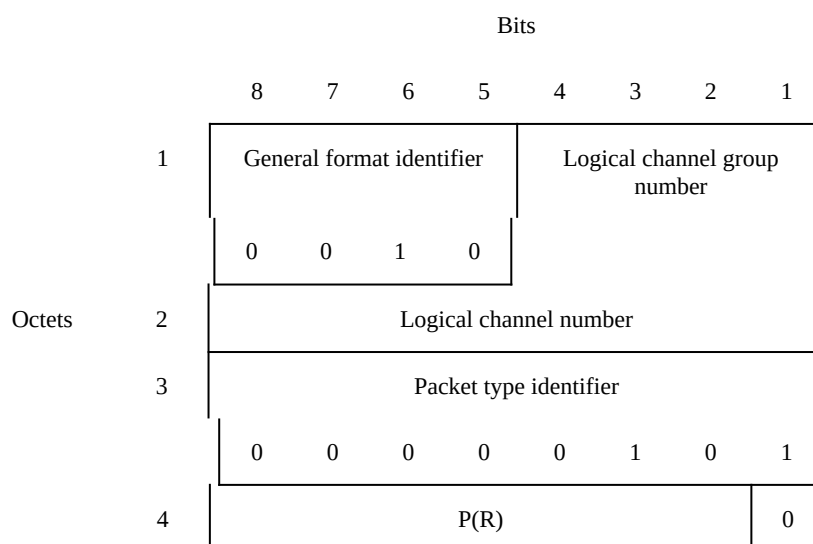 Bits
8 7 6 5 4 3 2 1
1 General format identifier Logical channel group
number
0 0 1 0
Octets 2 Logical channel number
3 Packet type identifier
0 0 0 0 0 1 0 1
4 P(R) 0